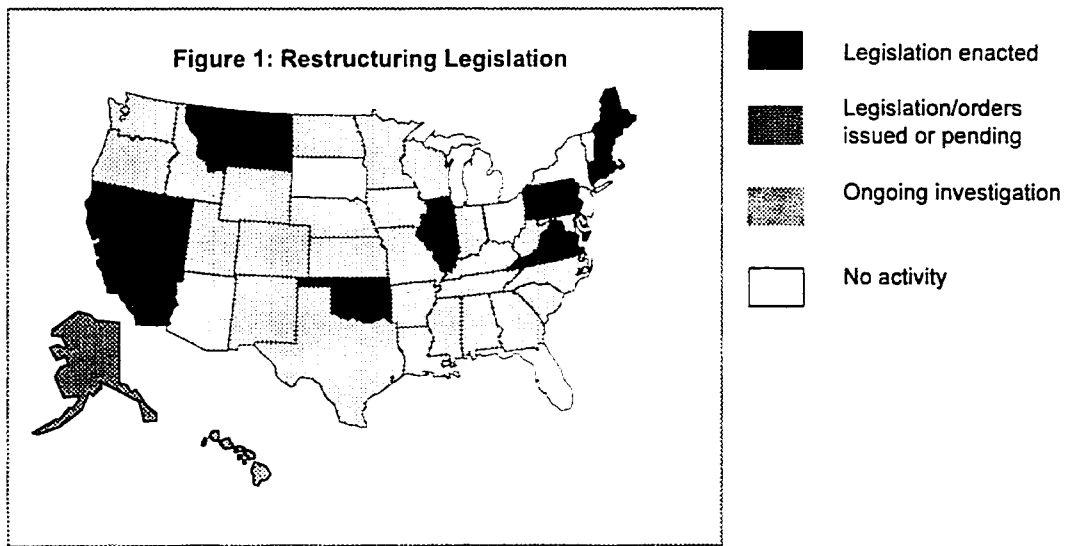 Figure 1: Restructuring Legislation
Legislation enacted
Legislation/orders
issued or pending
Ongoing investigation
No activity